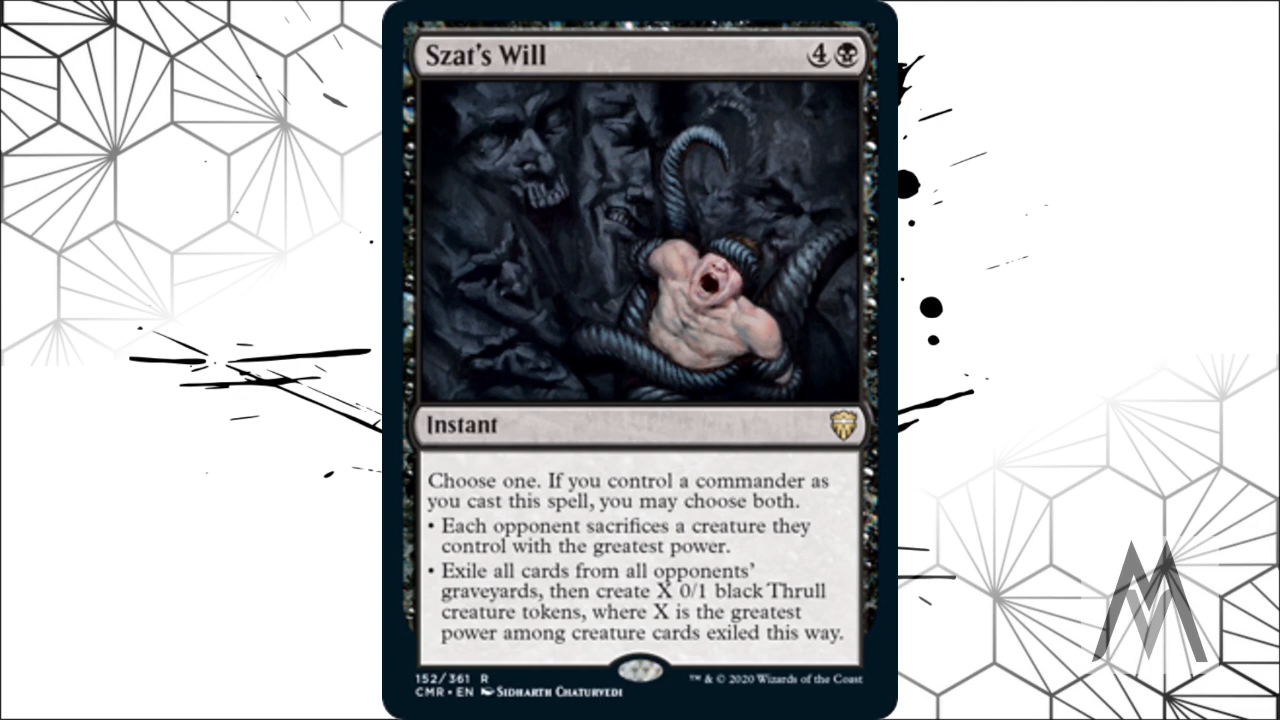 Szat's Will 4
Instant
Choose one. If you control a commander as
you cast this spell, you may choose both.
• Each opponent sacrifices a creature they
control with the greatest power.
• Exile all cards from all opponents'
graveyards, then create X 0/1 black Thrull
creature tokens, where X is the greatest
power among creature cards exiled this way.
152/361 R
CMR • EN Sidharth Chaturvedi
™ & © 2020 Wizards of the Coast
M